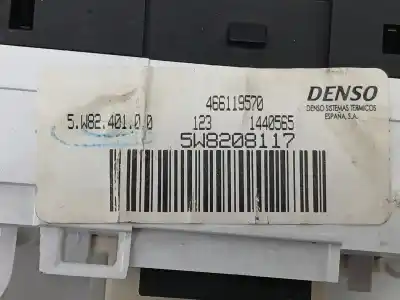 466119570
DENSO
DENSO SISTEMAS TERMICOS
ESPAÑA, S.A.
5.W82.401.0.0 123 1440565
5W8208117